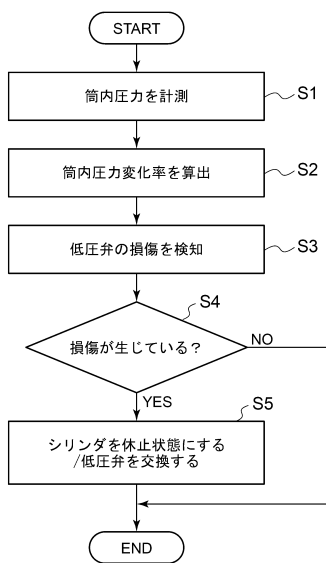 START
筒内圧力を計測
S1
筒内圧力変化率を算出
S2
低圧弁の損傷を検知
S3
S4
損傷が生じている？
NO
YES
S5
シリンダを休止状態にする
/低圧弁を交換する
END